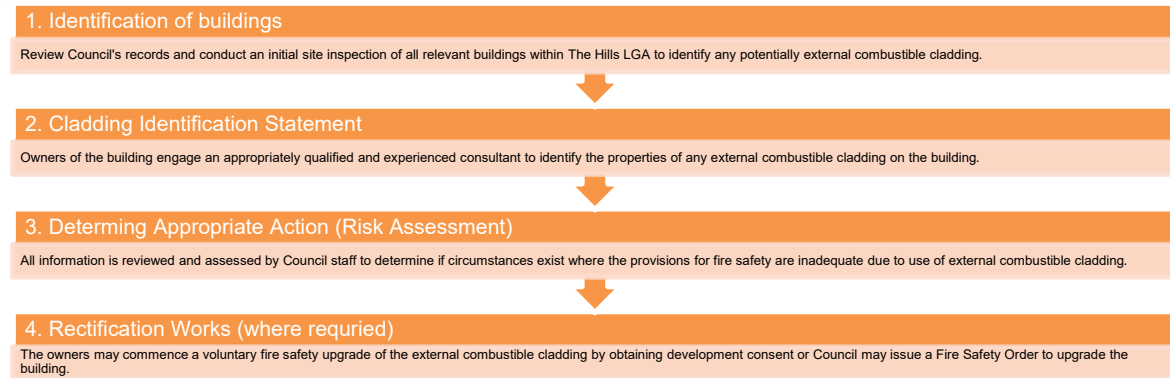 1. Identification of buildings
Review Council's records and conduct an initial site inspection of all relevant buildings within The Hills LGA to identify any potentially external combustible cladding.
2. Cladding Identification Statement
Owners of the building engage an appropriately qualified and experienced consultant to identify the properties of any external combustible cladding on the building.
3. Determing Appropriate Action (Risk Assessment)
All information is reviewed and assessed by Council staff to determine if circumstances exist where the provisions for fire safety are inadequate due to use of external combustible cladding.
4. Rectification Works (where requried)
The owners may commence a voluntary fire safety upgrade of the external combustible cladding by obtaining development consent or Council may issue a Fire Safety Order to upgrade the
building.